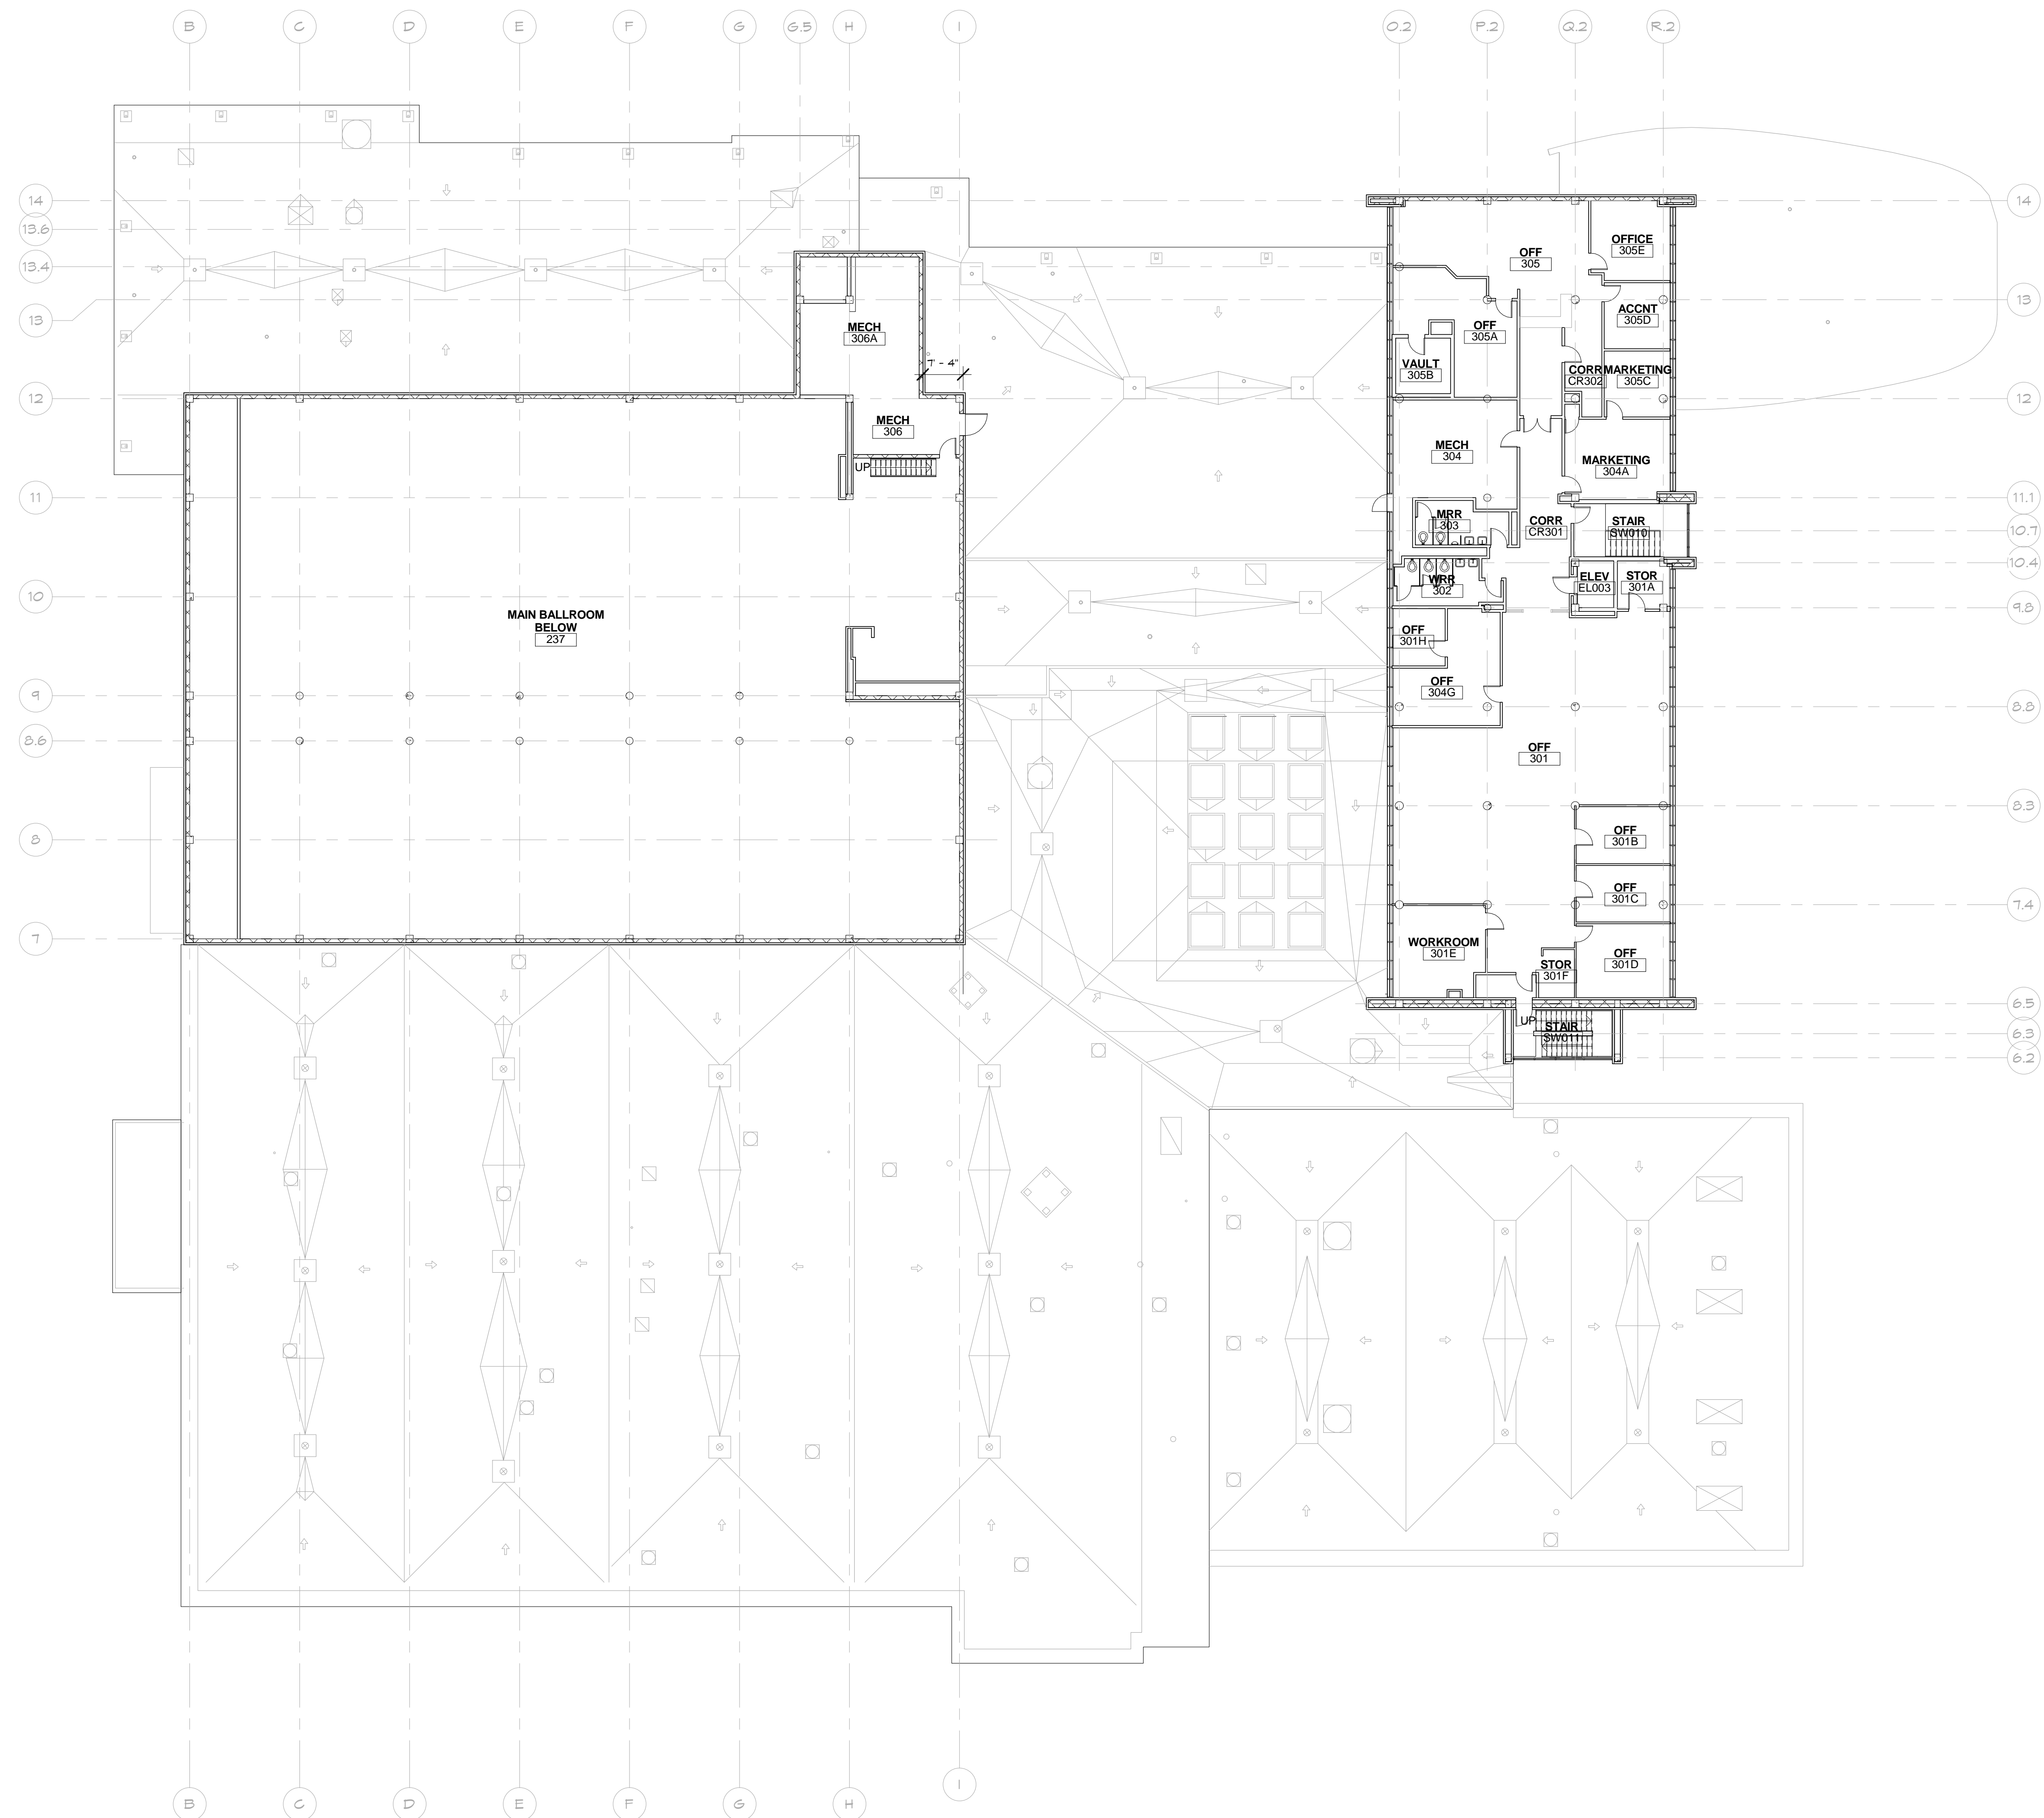 B C D E F G G.5 H I O.2 P.2 Q.2 R.2
14 14
13.6
13.4
13 13
12 12
11 11.1
10.7
10.4
10 9.8
9 8.8
8.6
8.3
8
7.4
7
6.5
6.3
6.2
MECH
306A
7' - 4"
MECH
306
UP
MAIN BALLROOM
BELOW
237
OFF
305
OFFICE
305E
ACCNT
305D
OFF
305A
VAULT
305B
CORR
CR302
MARKETING
305C
MECH
304
MARKETING
304A
MRR
303
CORR
CR301
STAIR
SW010
WRR
302
ELEV
EL003
STOR
301A
OFF
301H
OFF
304G
OFF
301
OFF
301B
OFF
301C
WORKROOM
301E
STOR
301F
OFF
301D
UP
STAIR
SW011
B C D E F G H I